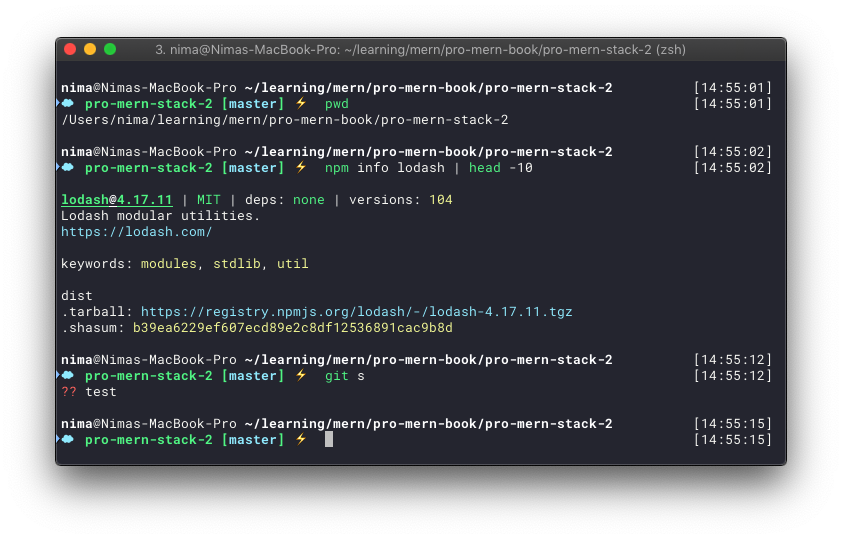 3. nima@Nimas-MacBook-Pro: ~/learning/mern/pro-mern-book/pro-mern-stack-2 (zsh)
nima@Nimas-MacBook-Pro ~/learning/mern/pro-mern-book/pro-mern-stack-2 [14:55:01]
pro-mern-stack-2 [master] ⚡ pwd [14:55:01]
/Users/nima/learning/mern/pro-mern-book/pro-mern-stack-2
nima@Nimas-MacBook-Pro ~/learning/mern/pro-mern-book/pro-mern-stack-2 [14:55:02]
pro-mern-stack-2 [master] ⚡ npm info lodash | head -10 [14:55:02]
lodash@4.17.11 | MIT | deps: none | versions: 104
Lodash modular utilities.
https://lodash.com/
keywords: modules, stdlib, util
dist
.tarball: https://registry.npmjs.org/lodash/-/lodash-4.17.11.tgz
.shasum: b39ea6229ef607ecd89e2c8df12536891cac9b8d
nima@Nimas-MacBook-Pro ~/learning/mern/pro-mern-book/pro-mern-stack-2 [14:55:12]
pro-mern-stack-2 [master] ⚡ git s [14:55:12]
?? test
nima@Nimas-MacBook-Pro ~/learning/mern/pro-mern-book/pro-mern-stack-2 [14:55:15]
pro-mern-stack-2 [master] ⚡ [14:55:15]